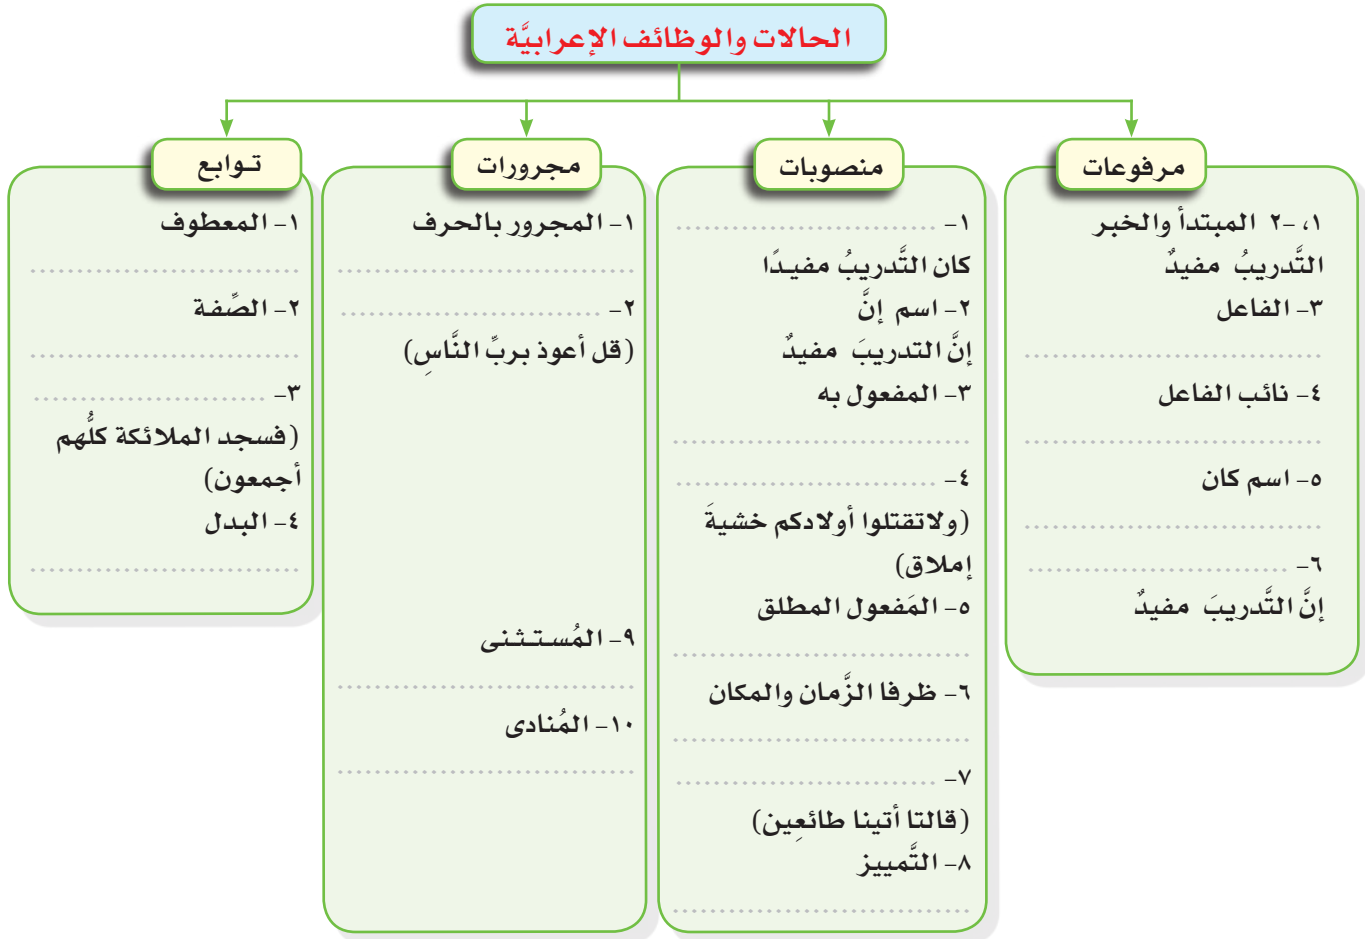 الحالات والوظائف الإعرابيَّة
مرفوعات
١، -٢ المبتدأ والخبر
التَّدريبُ مفيدٌ
٣- الفاعل
..............................
٤- نائب الفاعل
..............................
٥- اسم كان
..............................
٦- ..............................
إنَّ التَّدريبَ مفيدٌ
منصوبات
١- ..............................
كان التَّدريبُ مفيدًا
٢- اسم إنَّ
إنَّ التدريبَ مفيدٌ
٣- المفعول به
..............................
٤- ..............................
(ولاتقتلوا أولادكم خشيةَ
إملاق)
٥- المَفعول المطلق
..............................
٦- ظرفا الزَّمان والمكان
..............................
٧- ..............................
(قالتا أتينا طائعِين)
٨- التَّمييز
..............................
مجرورات
١- المجرور بالحرف
..............................
٢- ..............................
(قل أعوذ بربِّ النَّاسِ)
٩- المُستثنى
..............................
١٠- المُنادى
..............................
توابع
١- المعطوف
..............................
٢- الصِّفة
..............................
٣- ..............................
(فسجد الملائكة كلُّهم
أجمعون)
٤- البدل
..............................